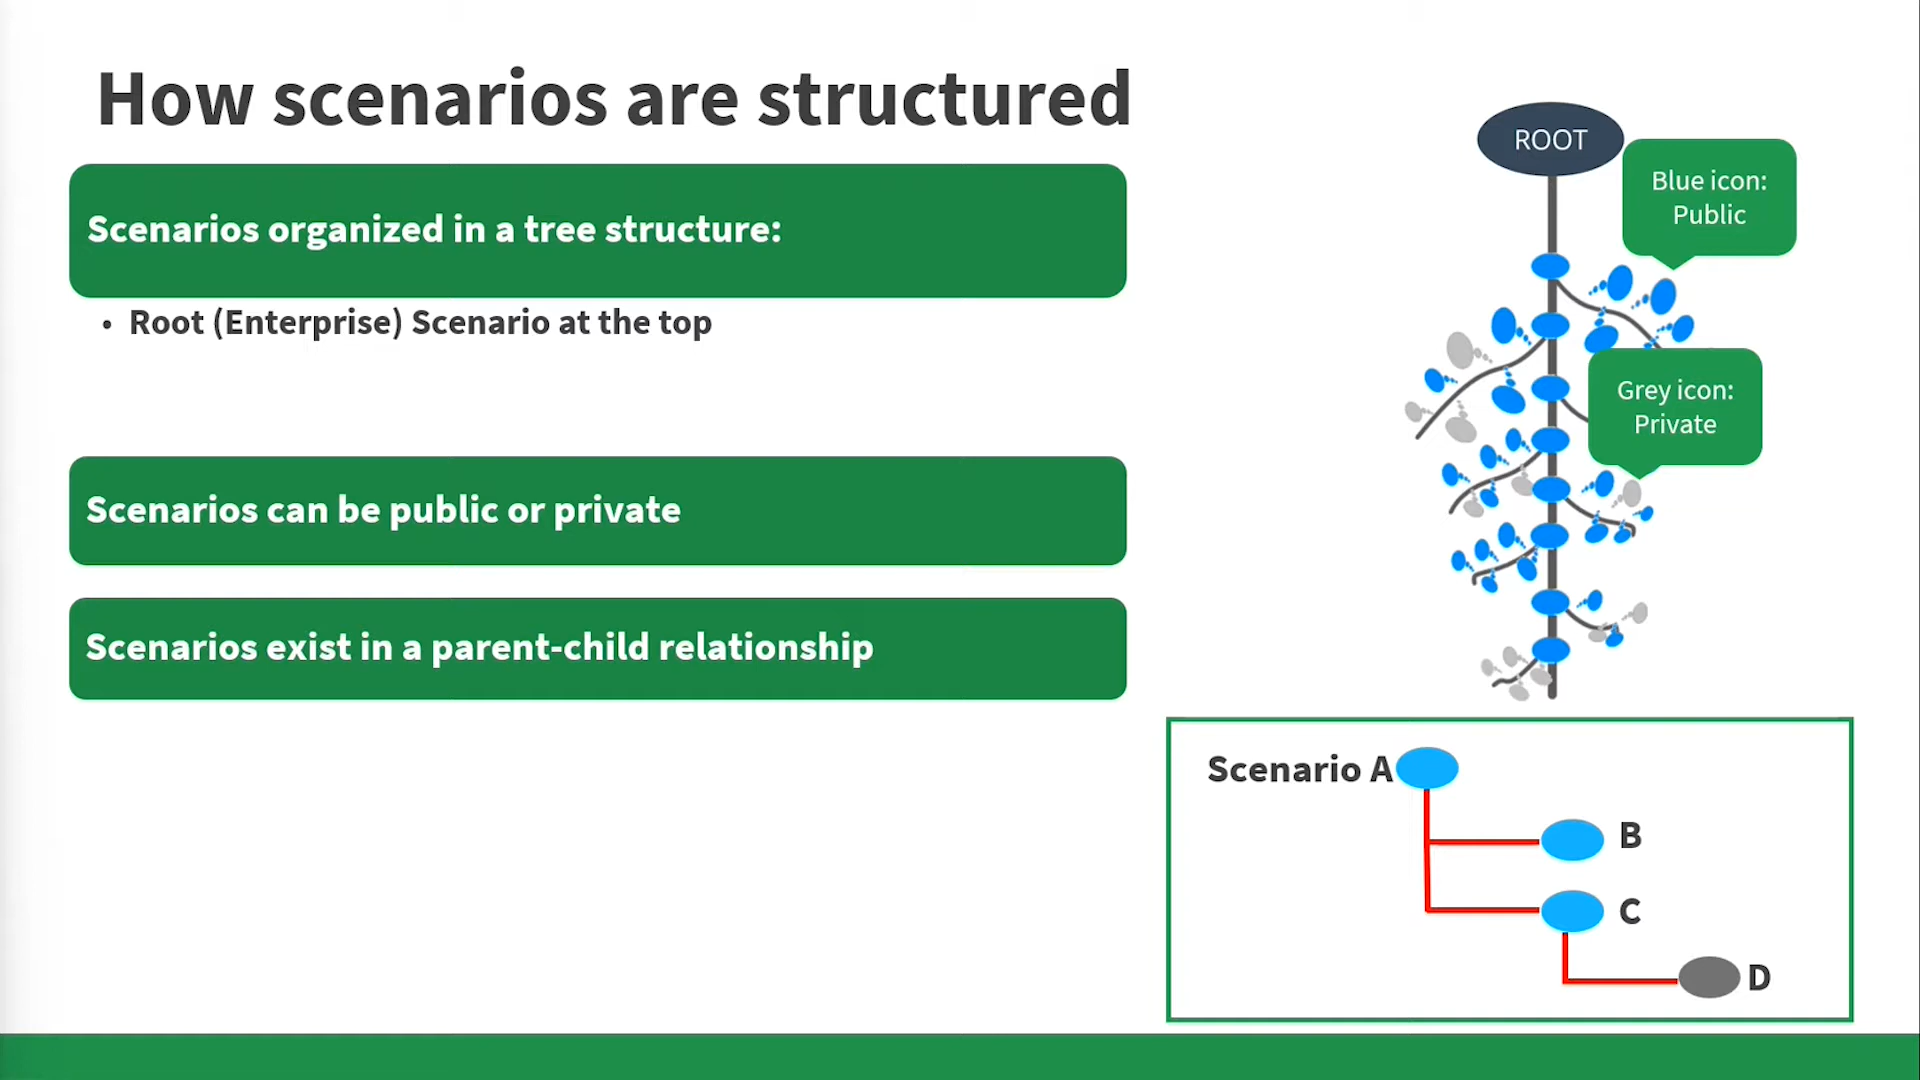 How scenarios are structured
Scenarios organized in a tree structure:
• Root (Enterprise) Scenario at the top
Scenarios can be public or private
Scenarios exist in a parent-child relationship
ROOT
Blue icon:
Public
Grey icon:
Private
Scenario A
B
C
D